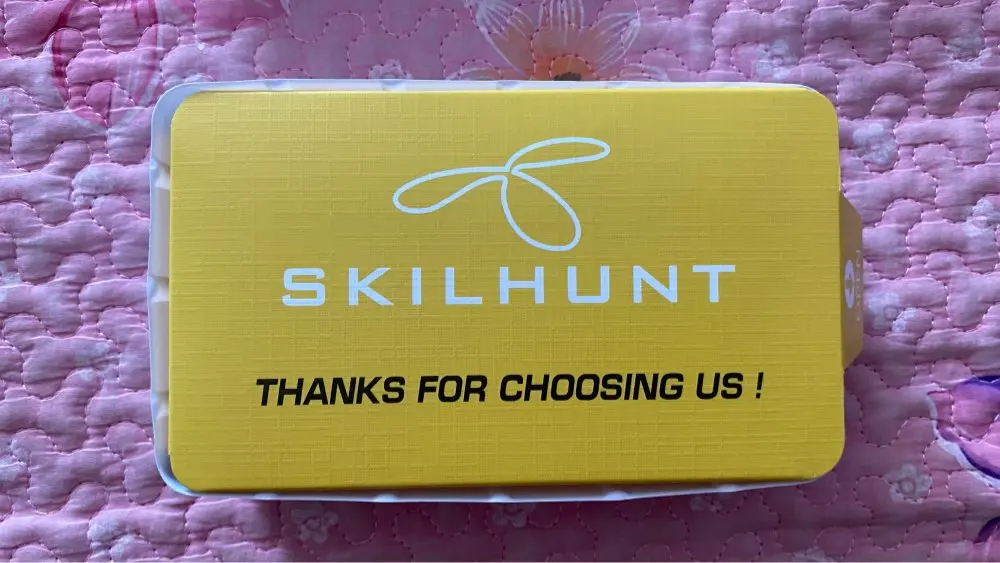 SKILHUNT
THANKS FOR CHOOSING US !